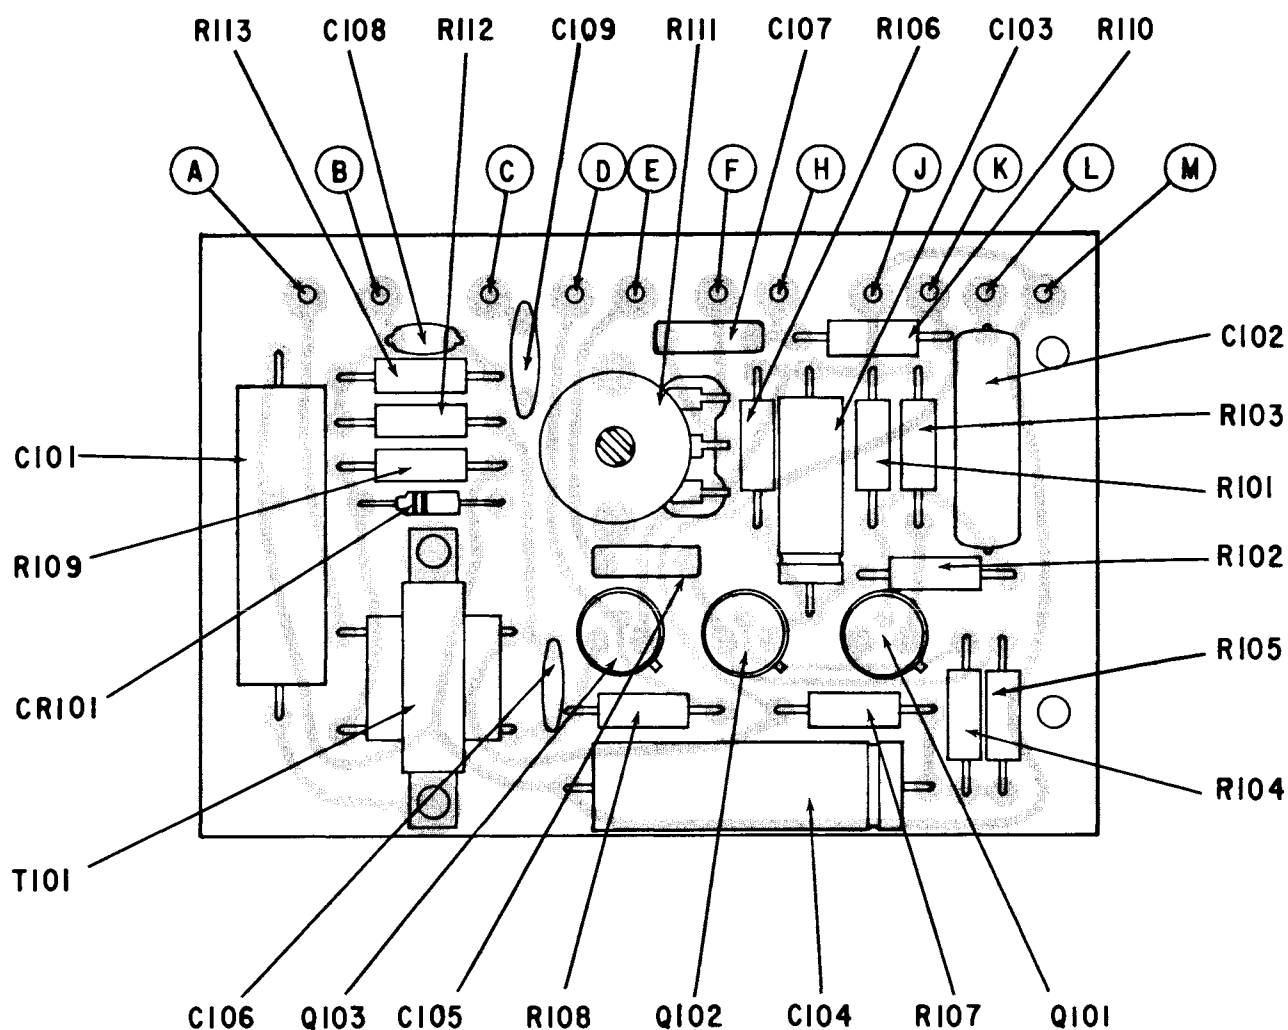 R113 C108 R112 C109 R111 C107 R106 C103 R110
A B C D E F H J K L M
C102
R103
C101
R101
R109
R102
R105
CR101
R104
T101
C106 Q103 C105 R108 Q102 C104 R107 Q101